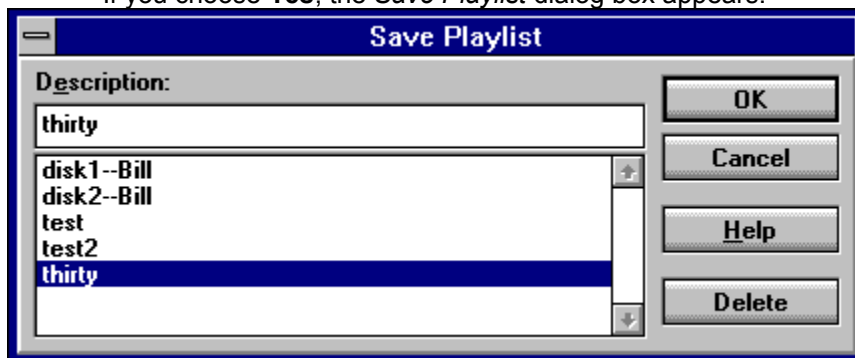 If you choose Yes, the Save Playlist dialog box appears:
Save Playlist
Description:
thirty
disk1--Bill
disk2--Bill
test
test2
thirty
OK
Cancel
Help
Delete